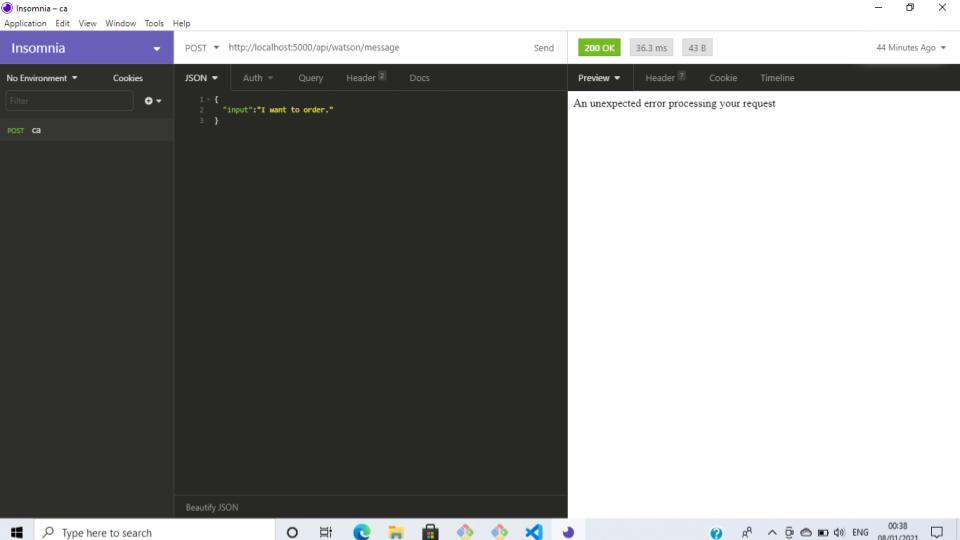 Insomnia – ca
Application Edit View Window Tools Help
Insomnia
POST http://localhost:5000/api/watson/message Send
200 OK 36.3 ms 43 B 44 Minutes Ago
No Environment Cookies
JSON Auth Query Header 2 Docs
Preview Header 7 Cookie Timeline
Filter
POST ca
1 {
2 "input":"I want to order."
3 }
An unexpected error processing your request
Beautify JSON
Type here to search
ENG
00:38
08/01/2021